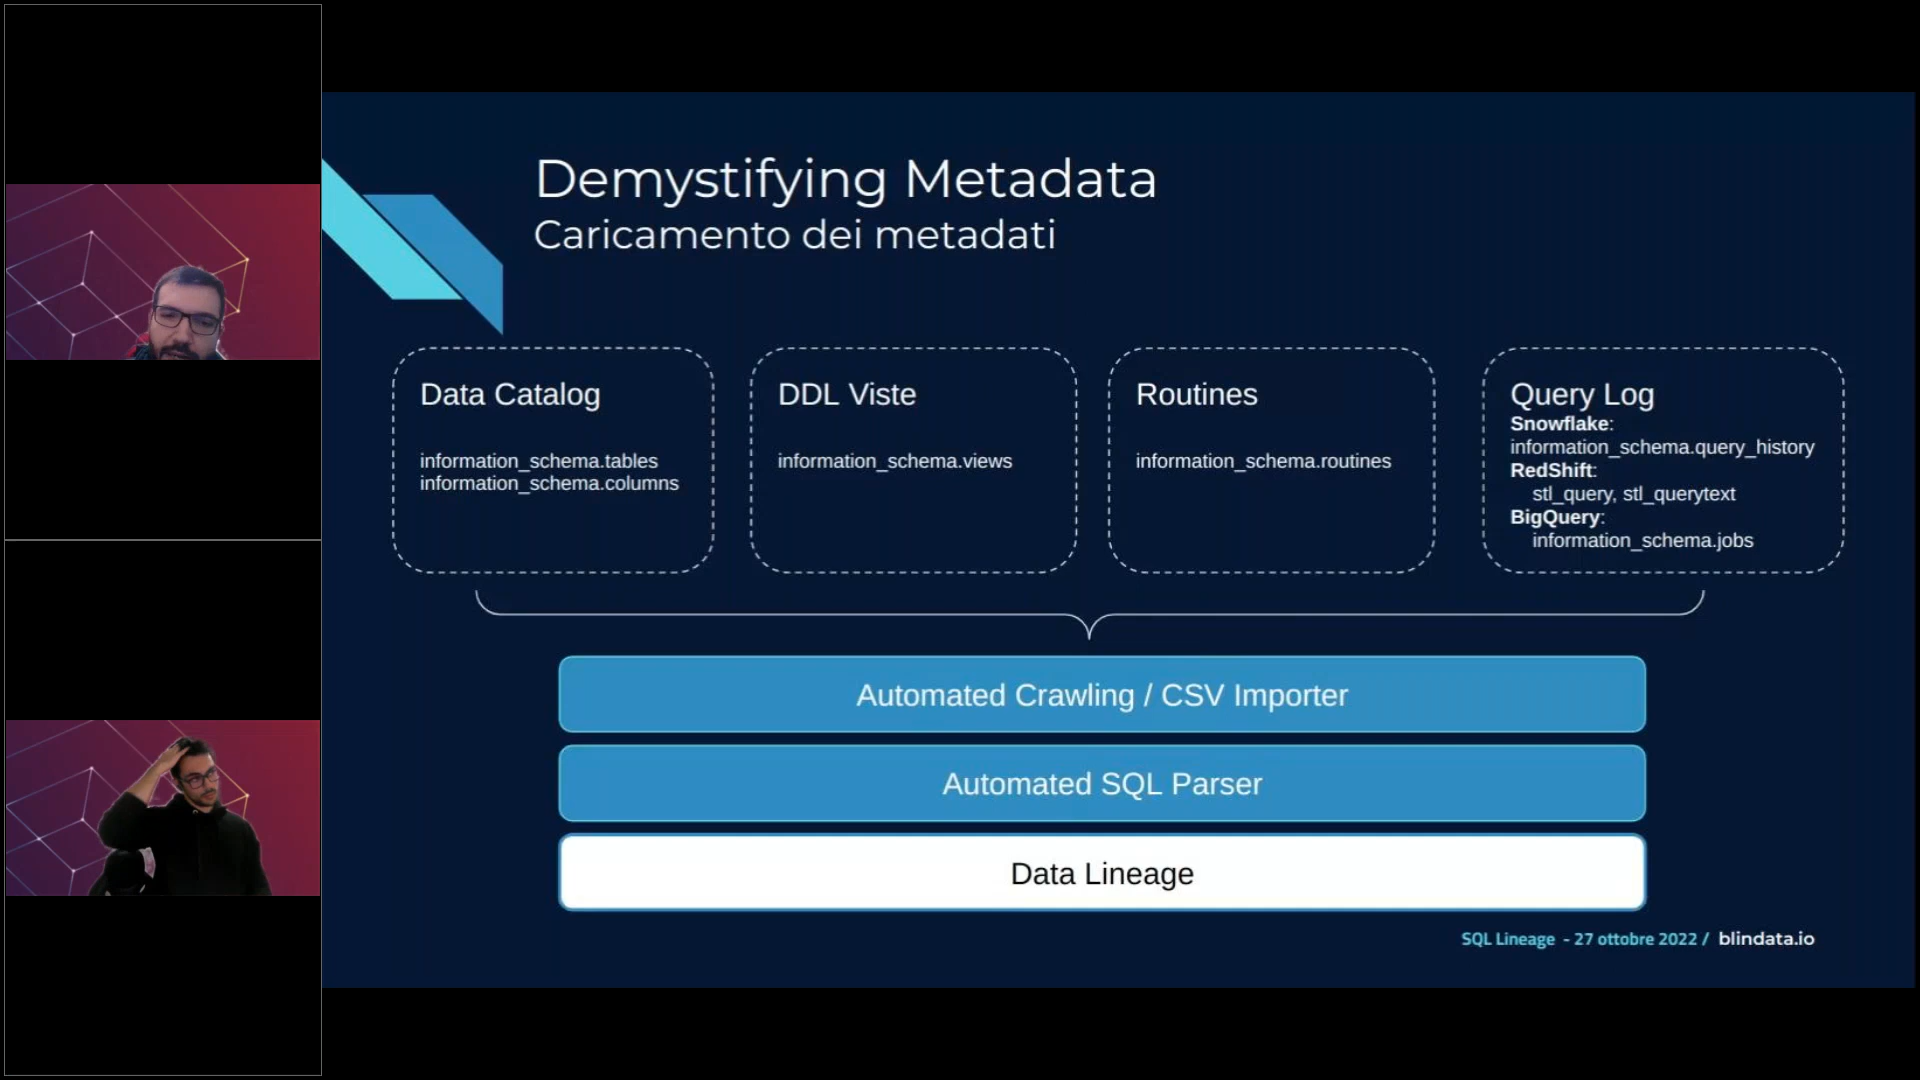 Demystifying Metadata
Caricamento dei metadati
Data Catalog
information_schema.tables
information_schema.columns
DDL Viste
information_schema.views
Routines
information_schema.routines
Query Log
Snowflake:
information_schema.query_history
RedShift:
stl_query, stl_querytext
BigQuery:
information_schema.jobs
Automated Crawling / CSV Importer
Automated SQL Parser
Data Lineage
SQL Lineage - 27 ottobre 2022 / blindata.io